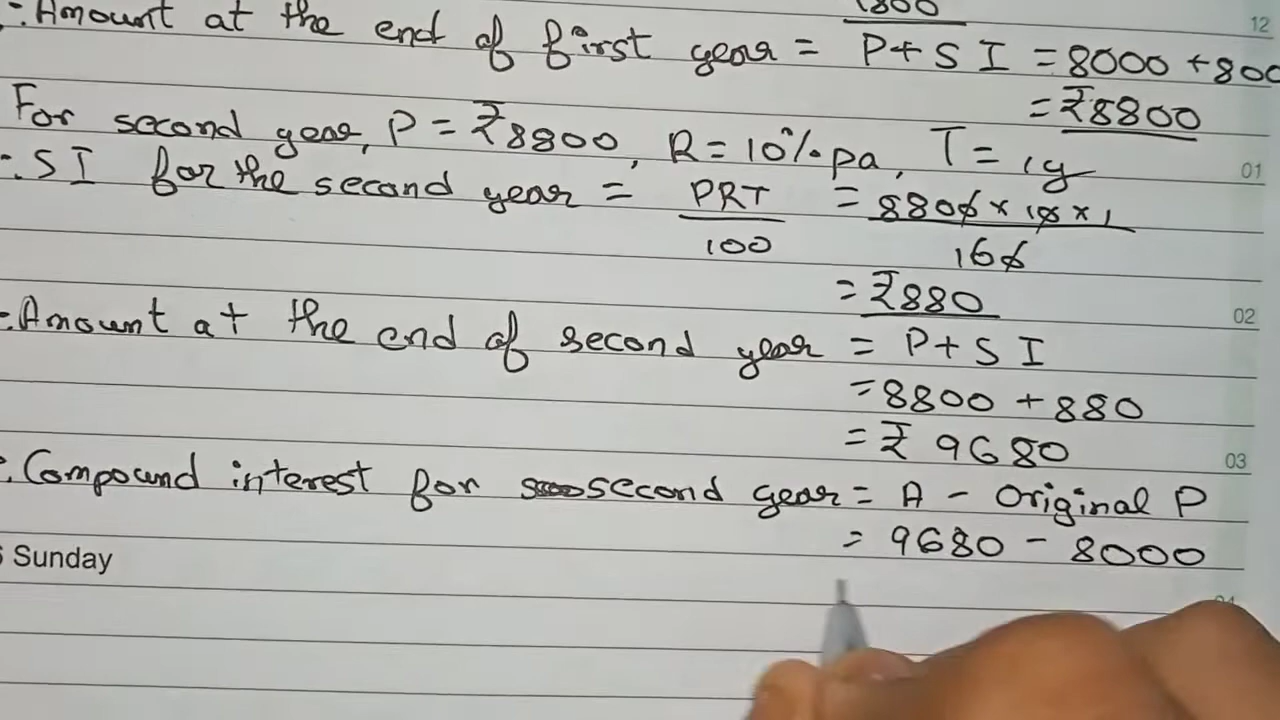 12
∴ Amount at the end of first year = P + S I = 8000 + 800
= ₹8800
For second year, P = ₹8800, R = 10% pa, T = 1y
01
∴ S I for the second year = PRT/100 = 8800 × 10 × 1/100
= ₹880
02
∴ Amount at the end of second year = P + S I
= 8800 + 880
= ₹ 9680
03
∴ Compound interest for second year = A - Original P
= 9680 - 8000
Sunday